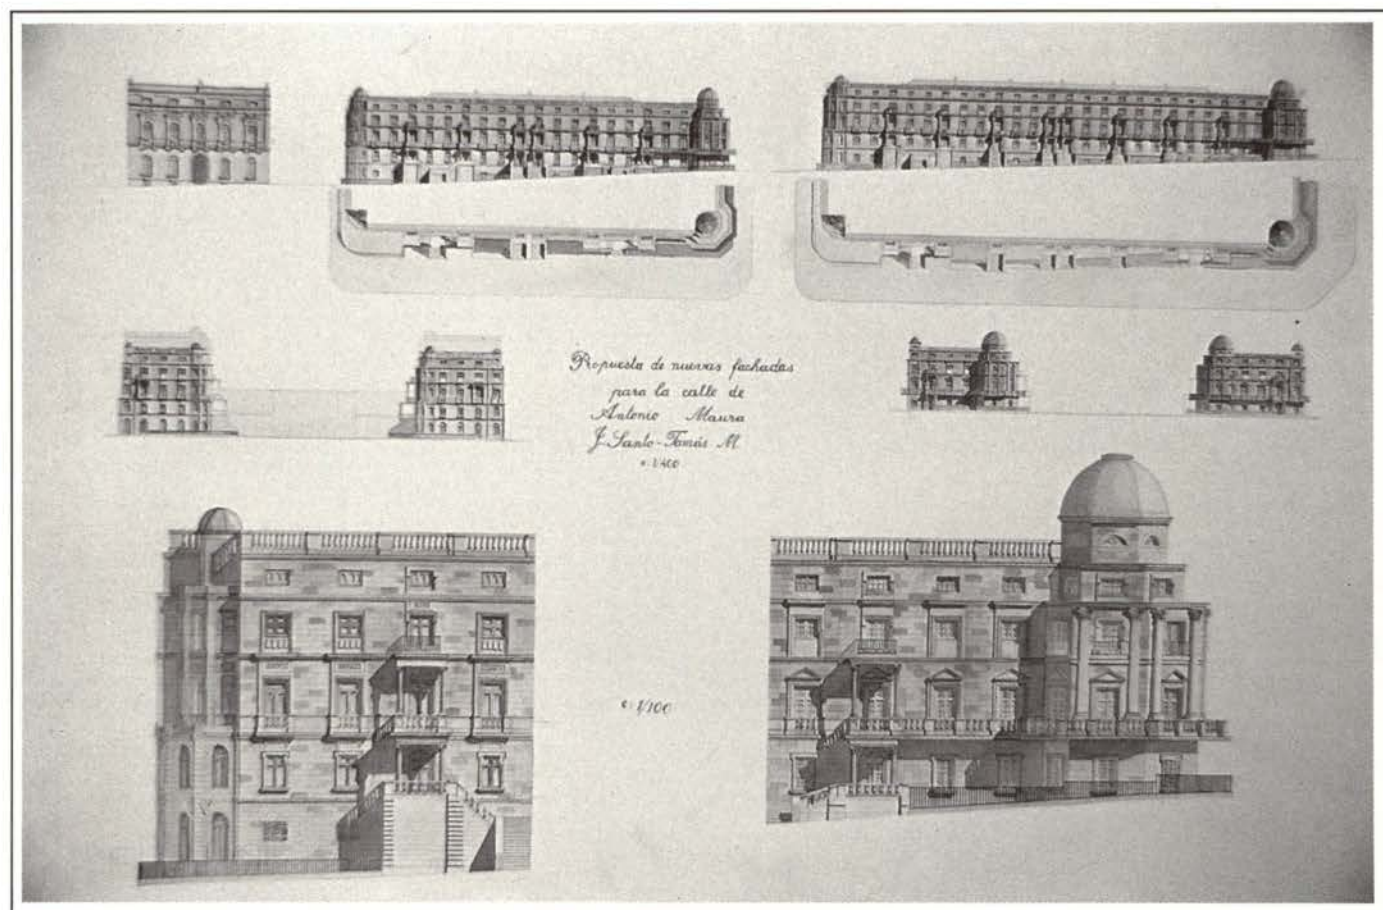 Propuesta de nuevas fachadas
para la calle de
Antonio Maura
J. Santo-Tomás M.
e: 1/400
e: 1/100